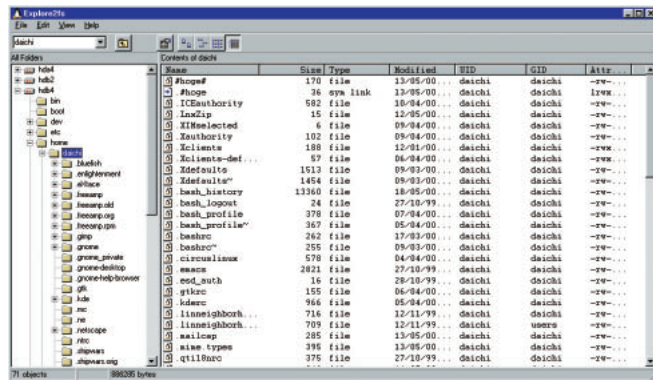 Explore2fs
File Edit View Help
daichi
All Folders Contents of daichi
hda4
hdb2
hdb4
bin
boot
dev
etc
home
daichi
.bluefish
.enlightenment
.freeamp
.freeamp.old
.freeamp.org
.freeamp.rpm
.gimp
.gnome
.gnome_private
.gnome-desktop
.gnome-help-browser
.gtk
.kde
.mc
.ne
.netscape
.shipwars
.shipwars.orig
Name Size Type Modified UID GID Attr...
#hoge# 170 file 13/05/00... daichi daichi -rw-...
.#hoge 36 sym link 13/05/00... daichi daichi lrwx...
.ICEauthority 582 file 10/04/00... daichi daichi -rw-...
.LnxZip 15 file 12/05/00... daichi daichi -rw-...
.XIMselected 6 file 09/04/00... daichi daichi -rw-...
.Xauthority 102 file 09/04/00... daichi daichi -rw-...
.Xclients 188 file 12/01/00... daichi daichi -rwx...
.Xclients-def... 57 file 06/04/00... daichi daichi -rwx...
.Xdefaults 1513 file 09/03/00... daichi daichi -rw-...
.Xdefaults~ 1454 file 09/03/00... daichi daichi -rw-...
.bash_history 13360 file 18/05/00... daichi daichi -rw-...
.bash_logout 24 file 27/10/99... daichi daichi -rw-...
.bash_profile 378 file 07/04/00... daichi daichi -rw-...
.bash_profile~ 367 file 05/04/00... daichi daichi -rw-...
.bashrc 262 file 17/03/00... daichi daichi -rw-...
.bashrc~ 255 file 09/03/00... daichi daichi -rw-...
.circuslinux 578 file 04/04/00... daichi daichi -rw-...
.emacs 2821 file 27/10/99... daichi daichi -rw-...
.esd_auth 16 file 28/10/99... daichi daichi -rw-...
.gtkrc 155 file 06/04/00... daichi daichi -rw-...
.kderc 966 file 05/04/00... daichi daichi -rw-...
.linneighborh... 716 file 12/11/99... daichi daichi -rw-...
.linneighborh... 709 file 12/11/99... daichi users -rw-...
.mailcap 285 file 13/05/00... daichi daichi -rw-...
.mime.types 395 file 13/05/00... daichi daichi -rw-...
.qti18nrc 375 file 27/10/99... daichi daichi -rw-...
71 objects 886285 bytes